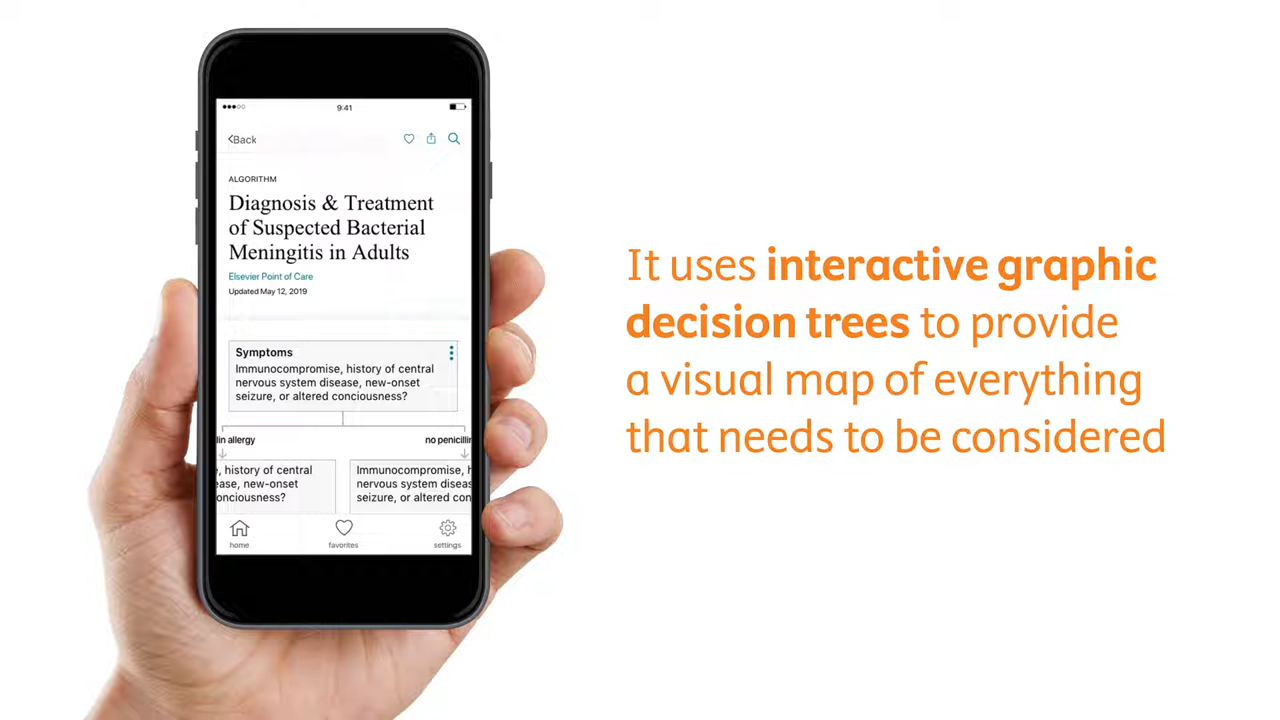 9:41
Back
ALGORITHM
Diagnosis & Treatment
of Suspected Bacterial
Meningitis in Adults
Elsevier Point of Care
Updated May 12, 2019
Symptoms
Immunocompromise, history of central
nervous system disease, new-onset
seizure, or altered conciousness?
lin allergy
no penicillin
, history of central
ease, new-onset
onciousness?
Immunocompromise, h
nervous system diseas
seizure, or altered con
home
favorites
settings
It uses interactive graphic
decision trees to provide
a visual map of everything
that needs to be considered